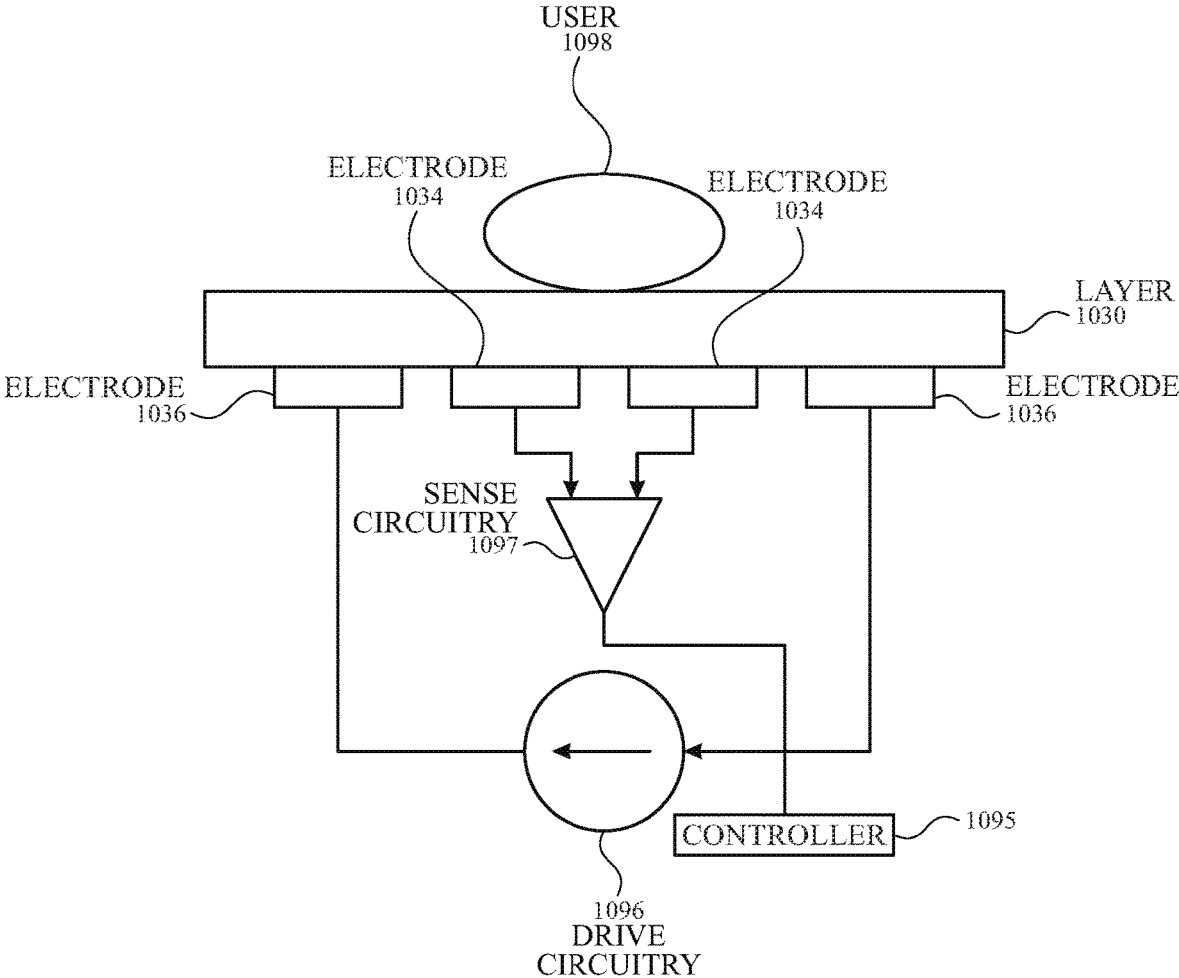 USER
1098
ELECTRODE
1034
ELECTRODE
1034
LAYER
1030
ELECTRODE
1036
ELECTRODE
1036
SENSE
CIRCUITRY
1097
CONTROLLER
1095
1096
DRIVE
CIRCUITRY